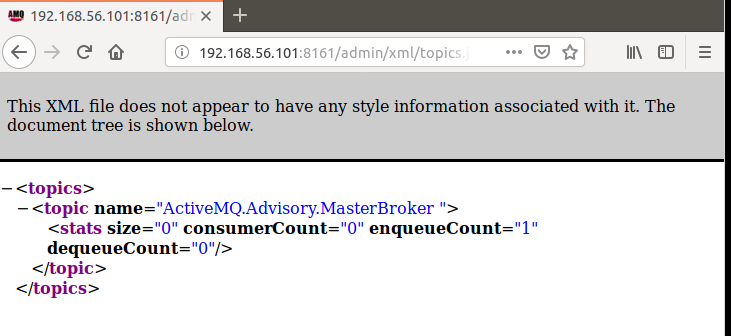 AMQ 192.168.56.101:8161/adr
192.168.56.101:8161/admin/xml/topics.j
This XML file does not appear to have any style information associated with it. The
document tree is shown below.
−<topics>
−<topic name="ActiveMQ.Advisory.MasterBroker ">
<stats size="0" consumerCount="0" enqueueCount="1"
dequeueCount="0"/>
</topic>
</topics>